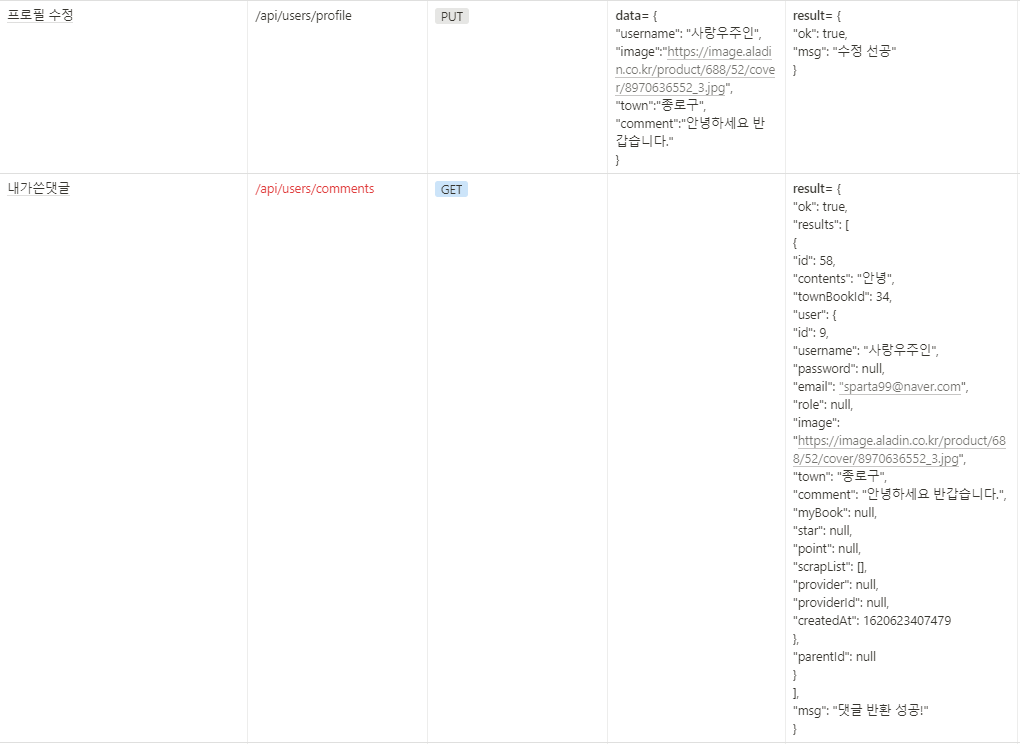 프로필 수정
/api/users/profile
PUT
data= {
"username": "사랑우주인",
"image":"https://image.aladi
n.co.kr/product/688/52/cove
r/8970636552_3.jpg",
"town":"종로구",
"comment":"안녕하세요 반
갑습니다."
}
result= {
"ok": true,
"msg": "수정 선공"
}
내가쓴댓글
/api/users/comments
GET
result= {
"ok": true,
"results": [
{
"id": 58,
"contents": "안녕",
"townBookId": 34,
"user": {
"id": 9,
"username": "사랑우주인",
"password": null,
"email": "sparta99@naver.com",
"role": null,
"image":
"https://image.aladin.co.kr/product/68
8/52/cover/8970636552_3.jpg",
"town": "종로구",
"comment": "안녕하세요 반갑습니다.",
"myBook": null,
"star": null,
"point": null,
"scrapList": [],
"provider": null,
"providerId": null,
"createdAt": 1620623407479
},
"parentId": null
}
],
"msg": "댓글 반환 성공!"
}